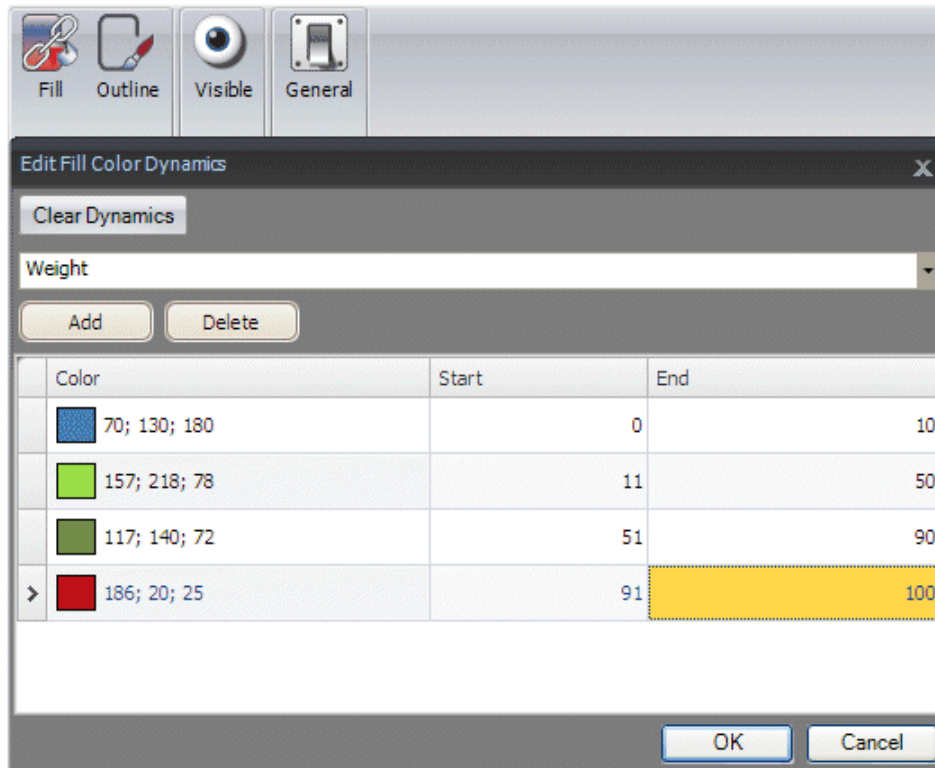 Fill Outline Visible General
Edit Fill Color Dynamics x
Clear Dynamics
Weight
Add Delete
Color Start End
70; 130; 180 0 10
157; 218; 78 11 50
117; 140; 72 51 90
186; 20; 25 91 100
OK Cancel